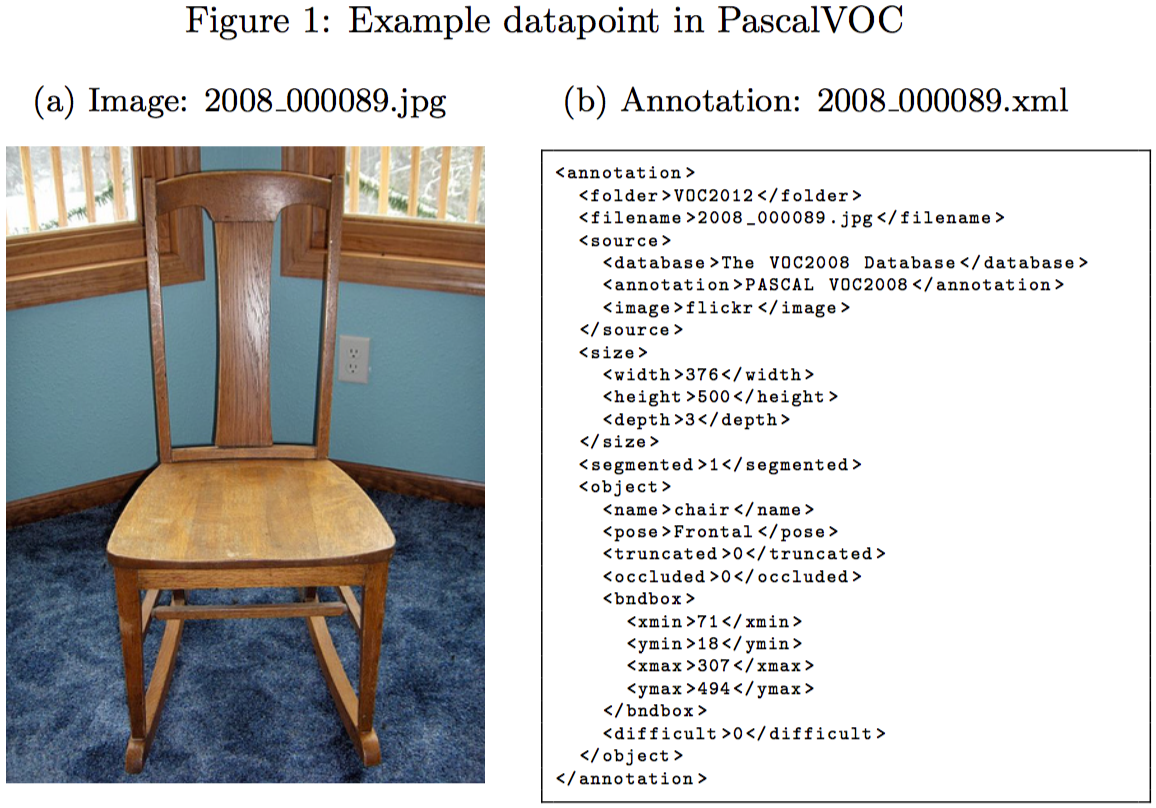 Figure 1: Example datapoint in PascalVOC
(a) Image: 2008_000089.jpg
(b) Annotation: 2008_000089.xml
<annotation>
<folder>VOC2012</folder>
<filename>2008_000089.jpg</filename>
<source>
<database>The VOC2008 Database</database>
<annotation>PASCAL VOC2008</annotation>
<image>flickr</image>
</source>
<size>
<width>376</width>
<height>500</height>
<depth>3</depth>
</size>
<segmented>1</segmented>
<object>
<name>chair</name>
<pose>Frontal</pose>
<truncated>0</truncated>
<occluded>0</occluded>
<bndbox>
<xmin>71</xmin>
<ymin>18</ymin>
<xmax>307</xmax>
<ymax>494</ymax>
</bndbox>
<difficult>0</difficult>
</object>
</annotation>